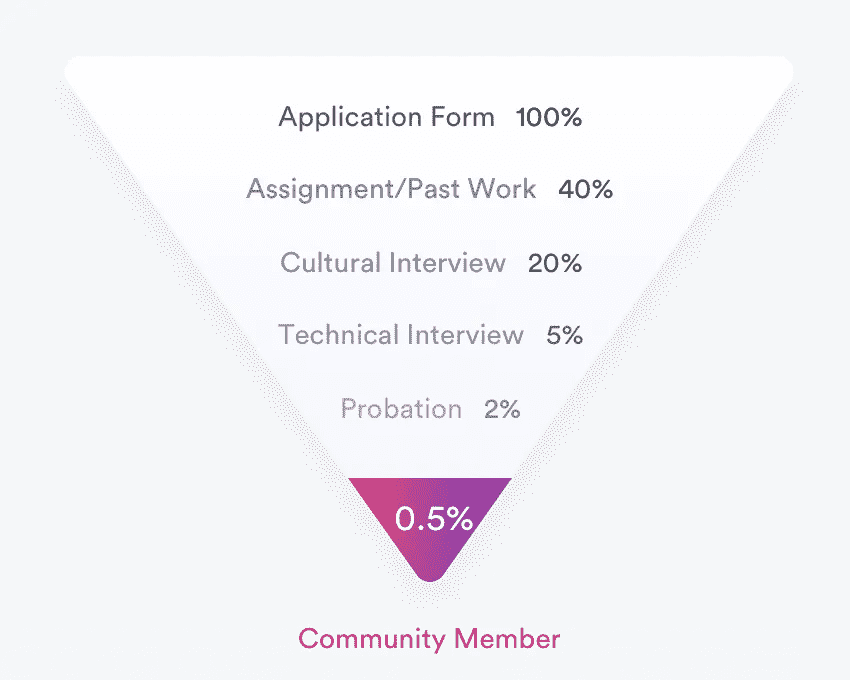 Application Form 100%
Assignment/Past Work 40%
Cultural Interview 20%
Technical Interview 5%
Probation 2%
0.5%
Community Member